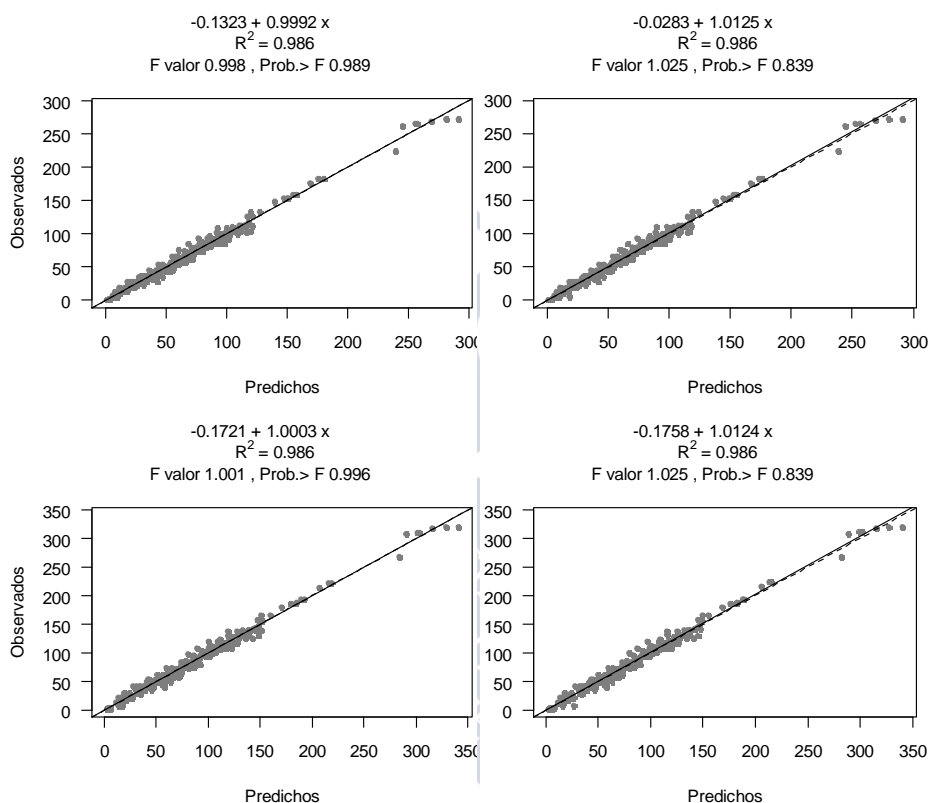 -0.1323 + 0.9992 x
R² = 0.986
F valor 0.998 , Prob.> F 0.989
Observados
300
250
200
150
100
50
0
0 50 100 150 200 250 300
Predichos
-0.0283 + 1.0125 x
R² = 0.986
F valor 1.025 , Prob.> F 0.839
300
250
200
150
100
50
0
0 50 100 150 200 250 300
Predichos
-0.1721 + 1.0003 x
R² = 0.986
F valor 1.001 , Prob.> F 0.996
Observados
350
300
250
200
150
100
50
0
0 50 100 150 200 250 300 350
Predichos
-0.1758 + 1.0124 x
R² = 0.986
F valor 1.025 , Prob.> F 0.839
350
300
250
200
150
100
50
0
0 50 100 150 200 250 300 350
Predichos